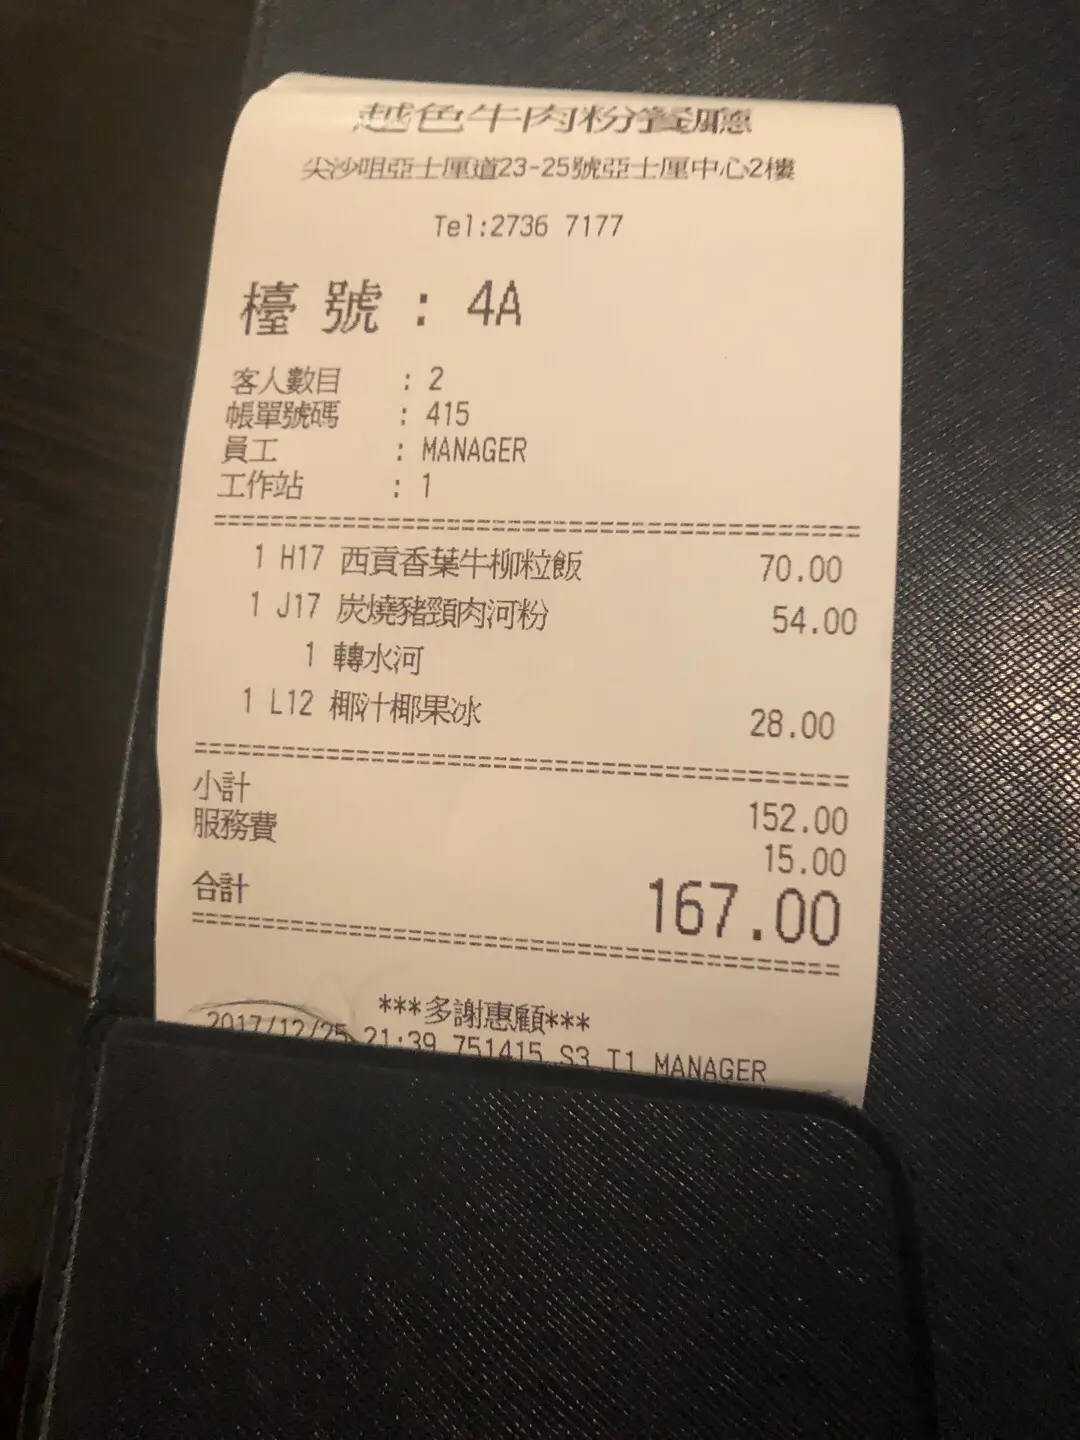 越色牛肉粉餐廳
尖沙咀亞士厘道23-25號亞士厘中心2樓
Tel:2736 7177
檯號 : 4A
客人數目 : 2
帳單號碼 : 415
員工 : MANAGER
工作站 : 1
1 H17 西貢香葉牛柳粒飯 70.00
1 J17 炭燒豬頸肉河粉 54.00
1 轉水河
1 L12 椰汁椰果冰 28.00
小計 152.00
服務費 15.00
合計 167.00
***多謝惠顧***
2017/12/25 21:39 751415 S3 T1 MANAGER